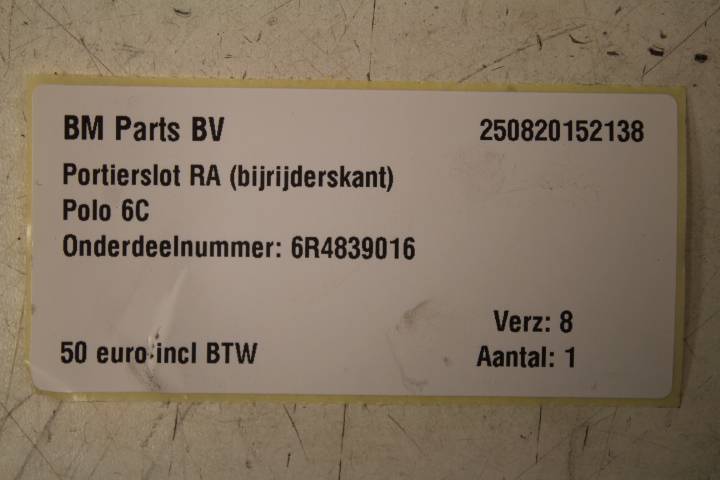 BM Parts BV 250820152138
Portierslot RA (bijrijderskant)
Polo 6C
Onderdeelnummer: 6R4839016
Verz: 8
50 euro incl BTW Aantal: 1